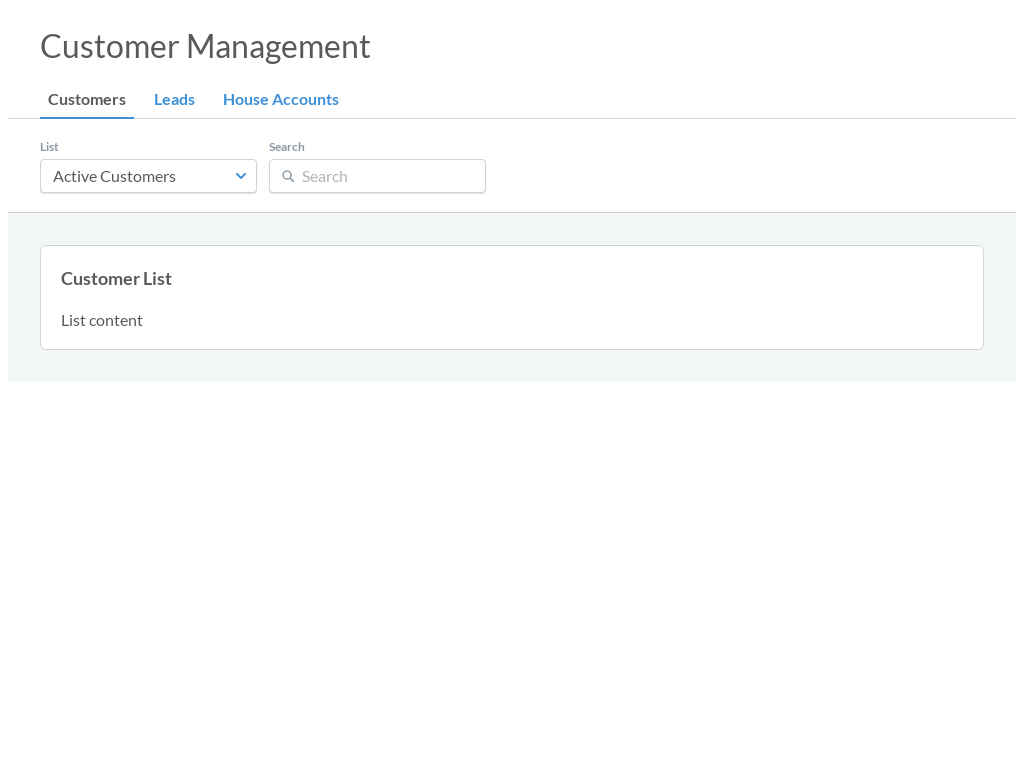 Customer Management
Customers Leads House Accounts
List Search
Active Customers Search
Customer List
List content